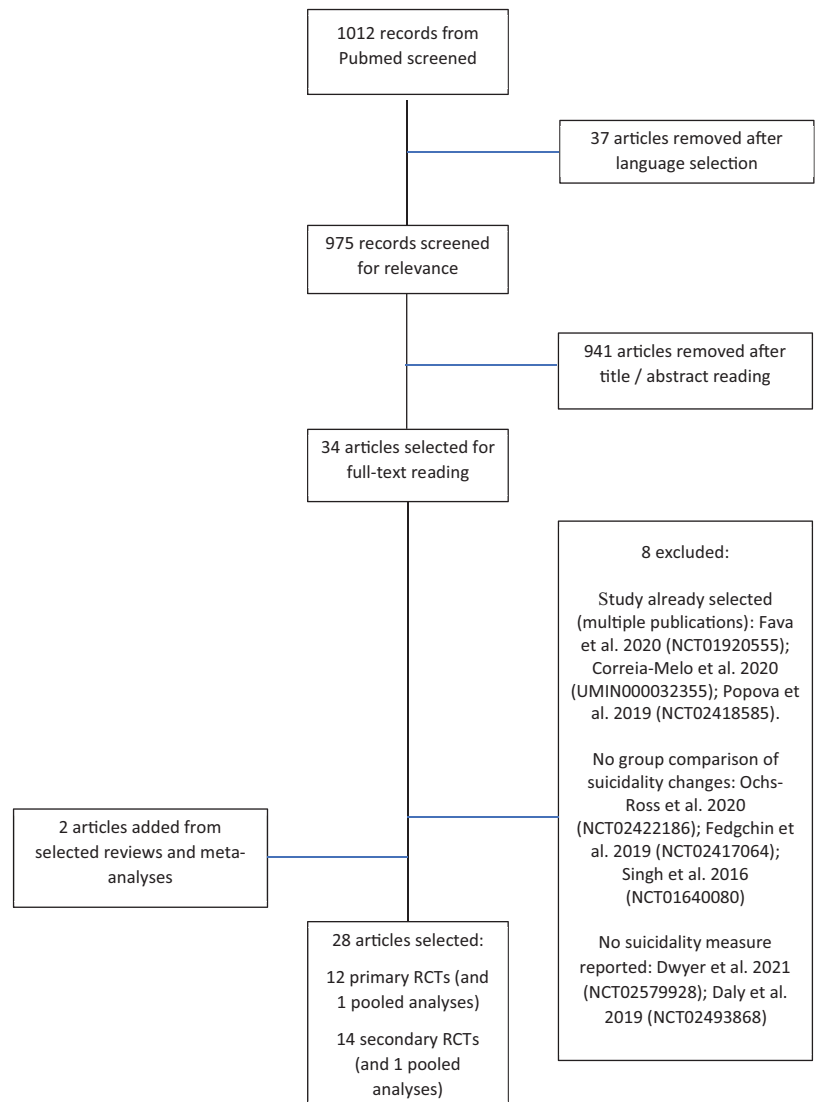 1012 records from
Pubmed screened
37 articles removed after
language selection
975 records screened
for relevance
941 articles removed after
title / abstract reading
34 articles selected for
full-text reading
8 excluded:
Study already selected
(multiple publications): Fava
et al. 2020 (NCT01920555);
Correia-Melo et al. 2020
(UMIN000032355); Popova et
al. 2019 (NCT02418585).
No group comparison of
suicidality changes: Ochs-
Ross et al. 2020
(NCT02422186); Fedgchin et
al. 2019 (NCT02417064);
Singh et al. 2016
(NCT01640080)
No suicidality measure
reported: Dwyer et al. 2021
(NCT02579928); Daly et al.
2019 (NCT02493868)
2 articles added from
selected reviews and meta-
analyses
28 articles selected:
12 primary RCTs (and
1 pooled analyses)
14 secondary RCTs
(and 1 pooled
analyses)